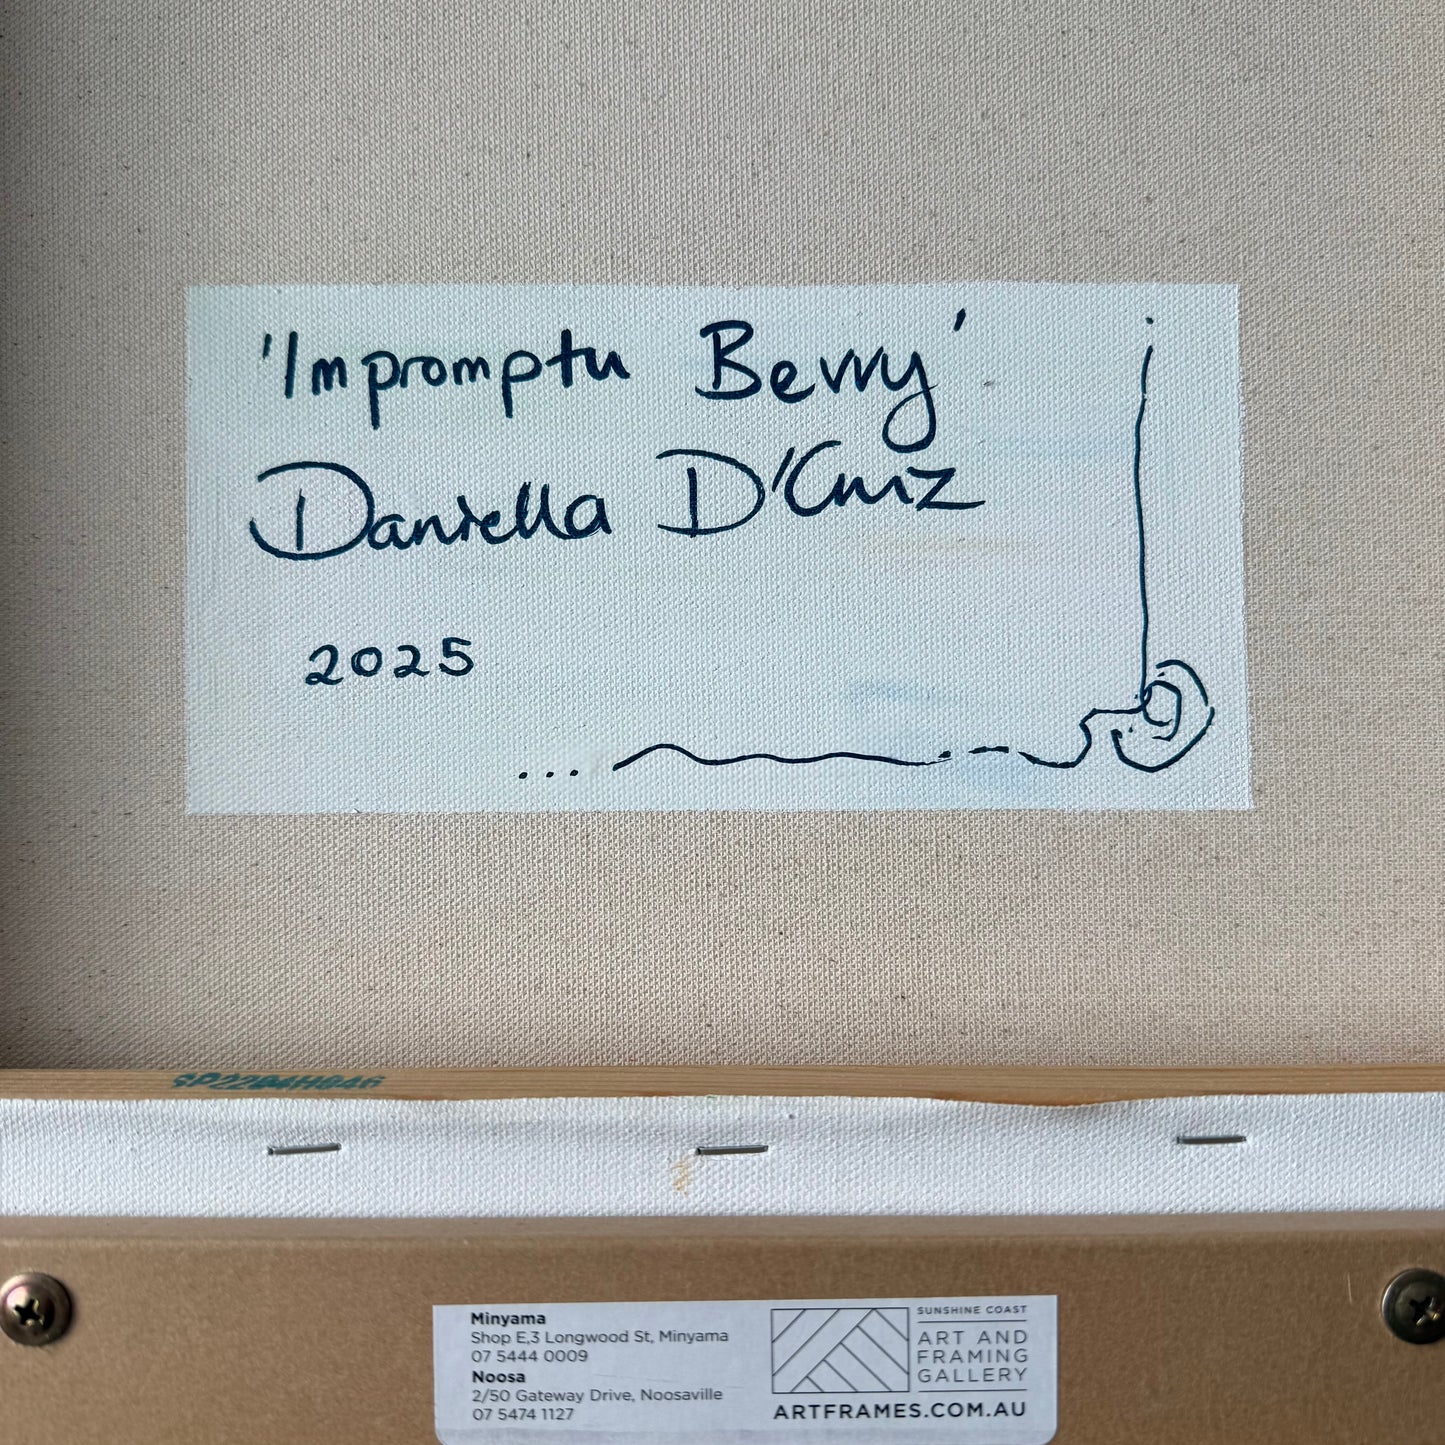 'Impromptu Berry'
Daniella D'Cruz
2025
...
Minyama
Shop E,3 Longwood St, Minyama
07 5444 0009
Noosa
2/50 Gateway Drive, Noosaville
07 5474 1127
SUNSHINE COAST
ART AND
FRAMING
GALLERY
ARTFRAMES.COM.AU